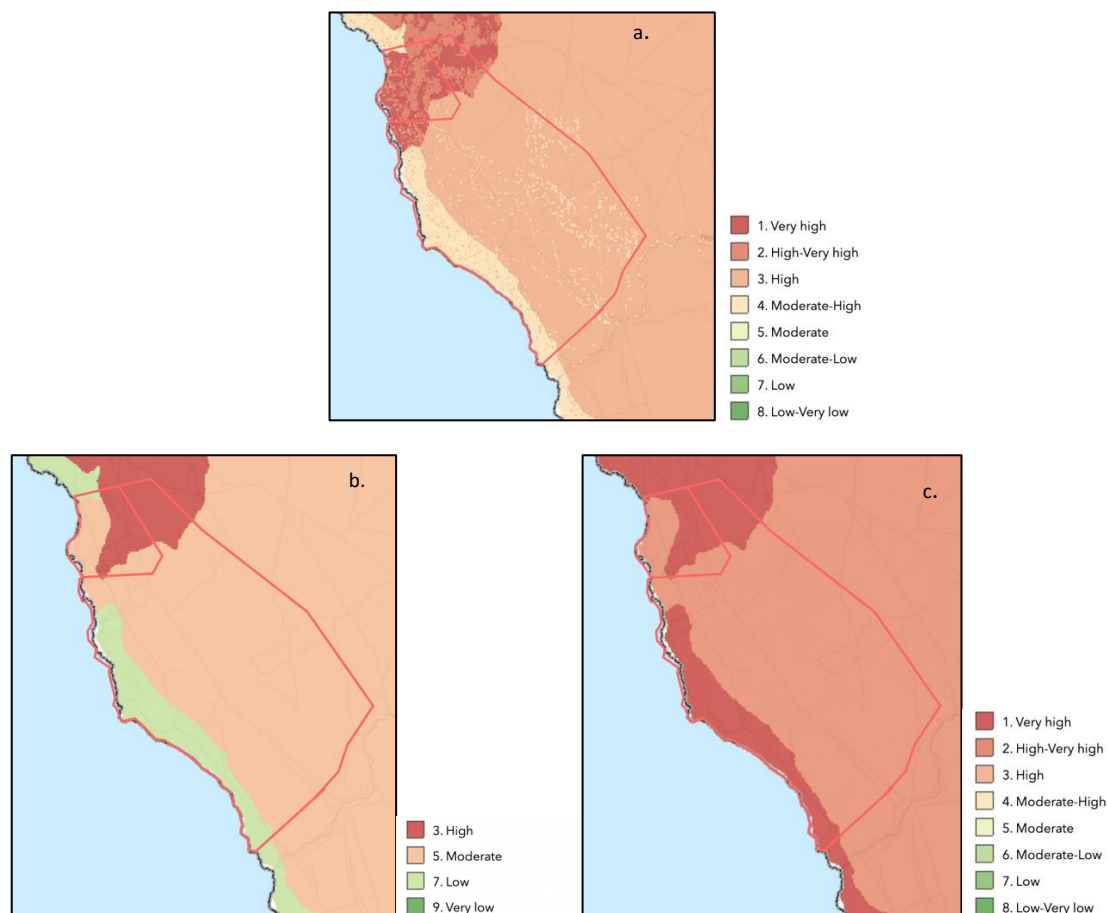 a.
1. Very high
2. High-Very high
3. High
4. Moderate-High
5. Moderate
6. Moderate-Low
7. Low
8. Low-Very low
b.
3. High
5. Moderate
7. Low
9. Very low
c.
1. Very high
2. High-Very high
3. High
4. Moderate-High
5. Moderate
6. Moderate-Low
7. Low
8. Low-Very low